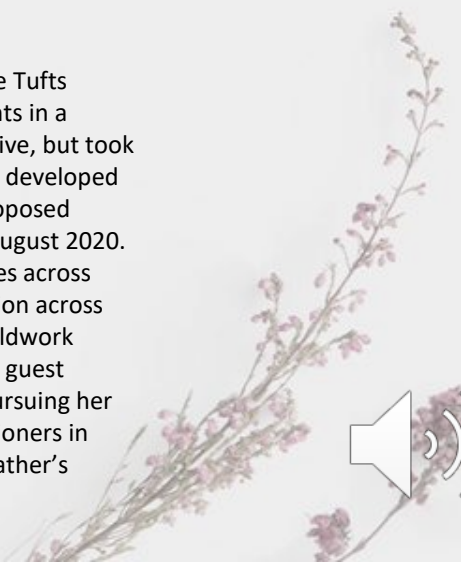 e Tufts
nts in a
ive, but took
developed
posed
ugust 2020.
es across
on across
ldwork
guest
ursuing her
oners in
ather's